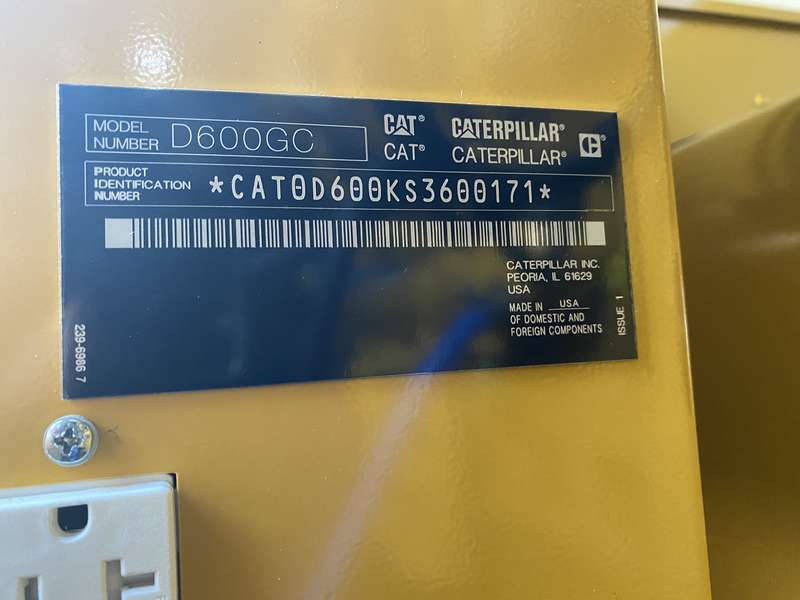 MODEL NUMBER D600GC
CAT® CATERPILLAR®
CAT® CATERPILLAR®
PRODUCT IDENTIFICATION NUMBER *CAT0D600KS3600171*
CATERPILLAR INC.
PEORIA, IL 61629
USA
MADE IN USA
OF DOMESTIC AND
FOREIGN COMPONENTS
ISSUE 1
239-6986 7